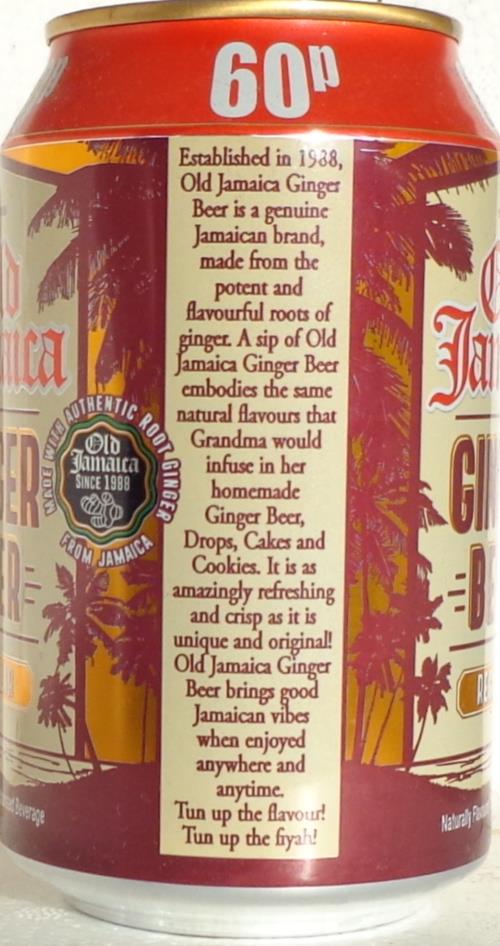 60p
Established in 1988,
Old Jamaica Ginger
Beer is a genuine
Jamaican brand,
made from the
potent and
flavourful roots of
ginger. A sip of Old
Jamaica Ginger Beer
embodies the same
natural flavours that
Grandma would
infuse in her
homemade
Ginger Beer,
Drops, Cakes and
Cookies. It is as
amazingly refreshing
and crisp as it is
unique and original!
Old Jamaica Ginger
Beer brings good
Jamaican vibes
when enjoyed
anywhere and
anytime.
Tun up the flavour!
Tun up the fiyah!
MADE WITH AUTHENTIC ROOT GINGER
Old
Jamaica
SINCE 1988
FROM JAMAICA
Beverage
Naturally